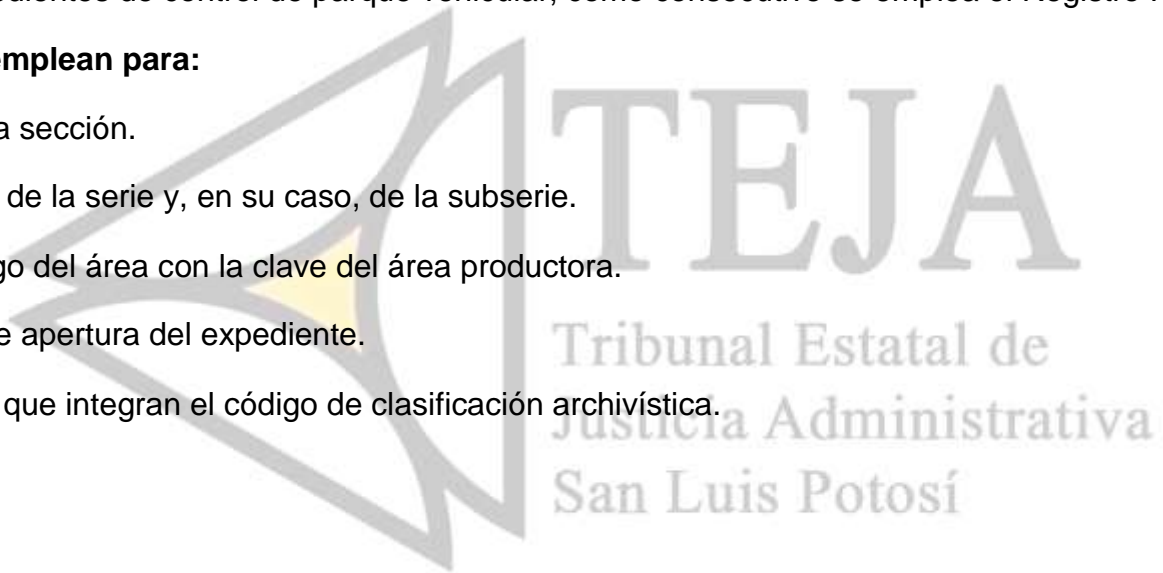 edientes de control de parque vehicular, como consecutivo se emplea el Registro
emplean para:
a sección.
de la serie y, en su caso, de la subserie.
go del área con la clave del área productora.
e apertura del expediente.
que integran el código de clasificación archivística.
TEJA
Tribunal Estatal de
Justicia Administrativa
San Luis Potosí